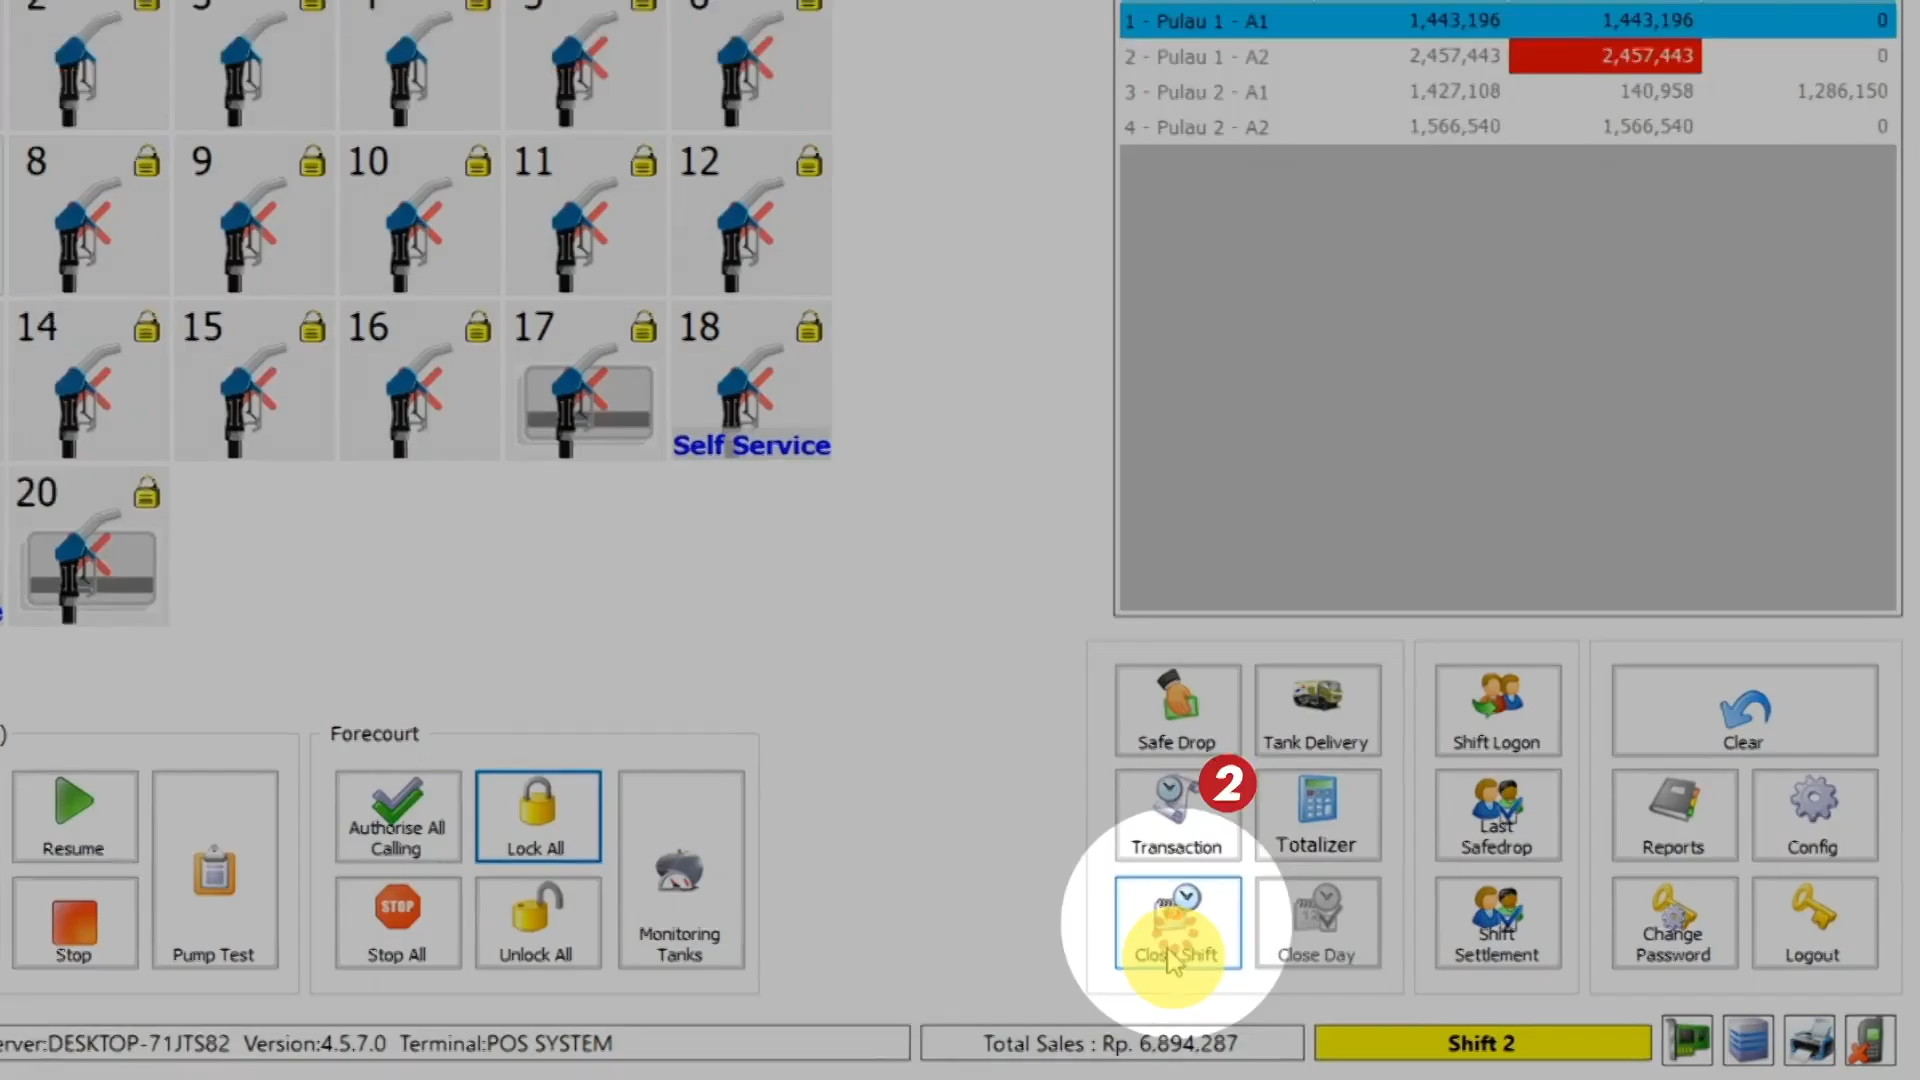 1 - Pulau 1 - A1 1,443,196 1,443,196 0
2 - Pulau 1 - A2 2,457,443 2,457,443 0
3 - Pulau 2 - A1 1,427,108 140,958 1,286,150
4 - Pulau 2 - A2 1,566,540 1,566,540 0
8 9 10 11 12
14 15 16 17 18
Self Service
20
Forecourt
Resume
Stop
Pump Test
Authorise All
Calling
Lock All
STOP
Stop All
Unlock All
Monitoring
Tanks
Safe Drop
Tank Delivery
2
Transaction
Totalizer
Close Shift
Close Day
Shift Logon
Last
Safedrop
Shift
Settlement
Clear
Reports
Config
Change
Password
Logout
erver:DESKTOP-71JTS82 Version:4.5.7.0 Terminal:POS SYSTEM
Total Sales : Rp. 6,894,287
Shift 2